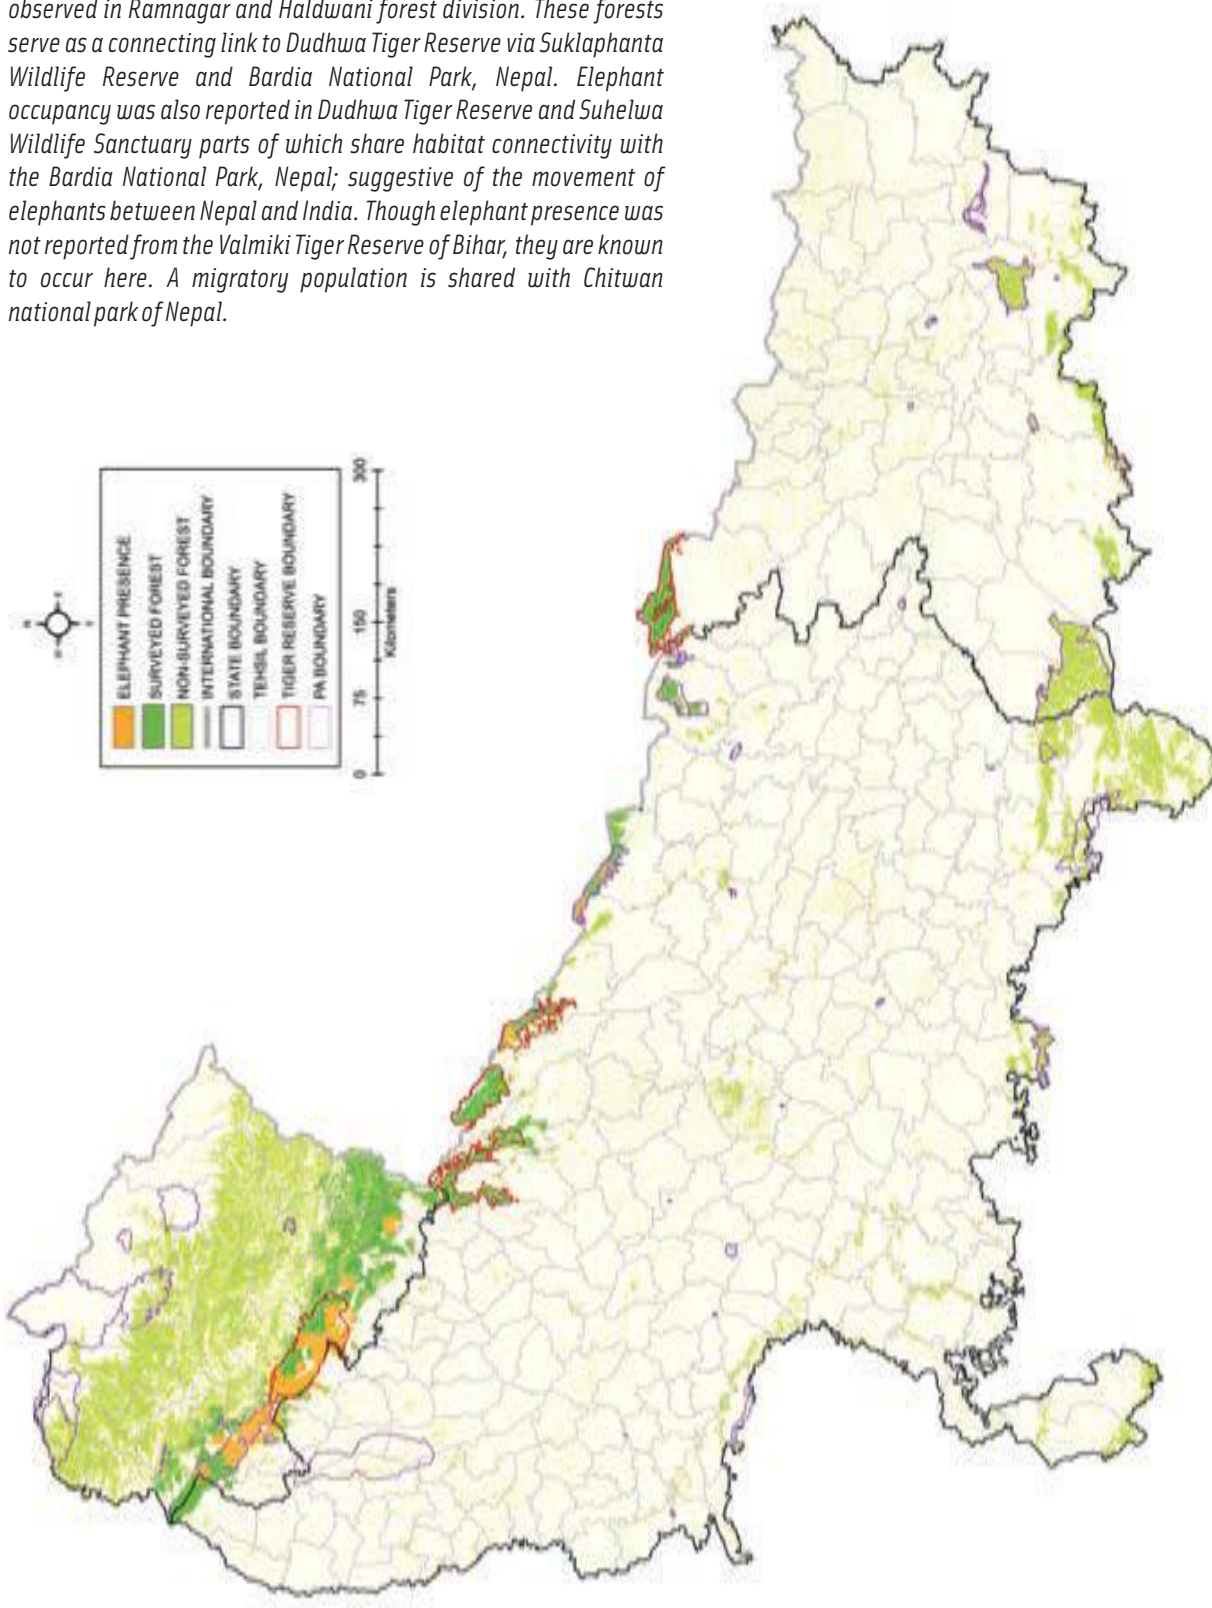 observed in Ramnagar and Haldwani forest division. These forests
serve as a connecting link to Dudhwa Tiger Reserve via Suklaphanta
Wildlife Reserve and Bardia National Park, Nepal. Elephant
occupancy was also reported in Dudhwa Tiger Reserve and Suhelwa
Wildlife Sanctuary parts of which share habitat connectivity with
the Bardia National Park, Nepal; suggestive of the movement of
elephants between Nepal and India. Though elephant presence was
not reported from the Valmiki Tiger Reserve of Bihar, they are known
to occur here. A migratory population is shared with Chitwan
national park of Nepal.
ELEPHANT PRESENCE
SURVEYED FOREST
NON-SURVEYED FOREST
INTERNATIONAL BOUNDARY
STATE BOUNDARY
TEHSIL BOUNDARY
TIGER RESERVE BOUNDARY
PA BOUNDARY
0 75 150 300
Kilometers